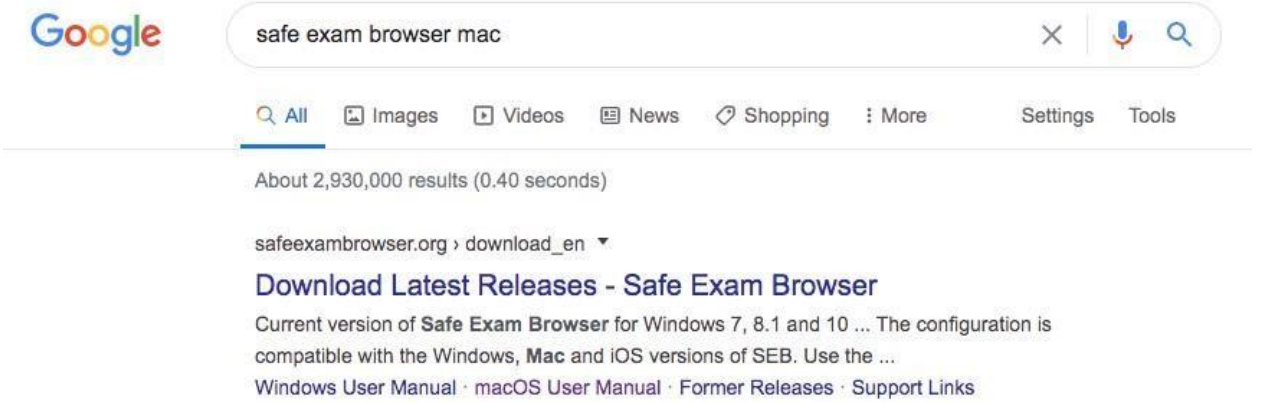 Google
safe exam browser mac
All Images Videos News Shopping More Settings Tools
About 2,930,000 results (0.40 seconds)
safeexambrowser.org › download_en
Download Latest Releases - Safe Exam Browser
Current version of Safe Exam Browser for Windows 7, 8.1 and 10 ... The configuration is
compatible with the Windows, Mac and iOS versions of SEB. Use the ...
Windows User Manual · macOS User Manual · Former Releases · Support Links